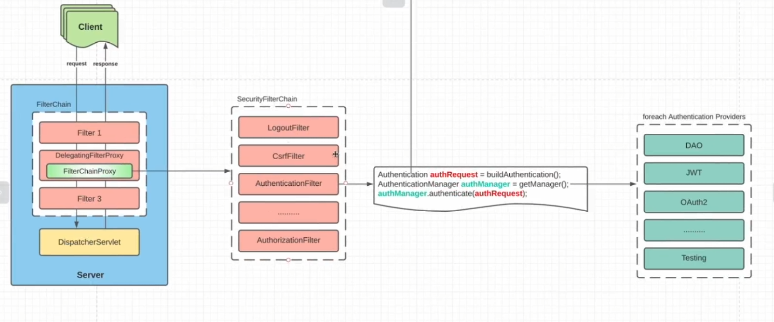 Client
request
response
FilterChain
Filter 1
DelegatingFilterProxy
FilterChainProxy
Filter 3
DispatcherServlet
Server
SecurityFilterChain
LogoutFilter
CsrfFilter
AuthenticationFilter
..........
AuthorizationFilter
Authentication authRequest = buildAuthentication();
AuthenticationManager authManager = getManager();
authManager.authenticate(authRequest);
foreach Authentication Providers
DAO
JWT
OAuth2
..........
Testing